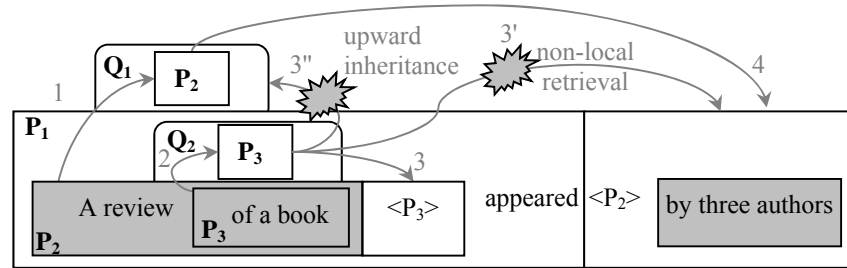 3'
upward
3" non-local
Q₁ P₂ inheritance
retrieval 4
1
P₁
Q₂ P₃
2 3
A review <P₃> appeared <P₂> by three authors
of a book
P₃
P₂